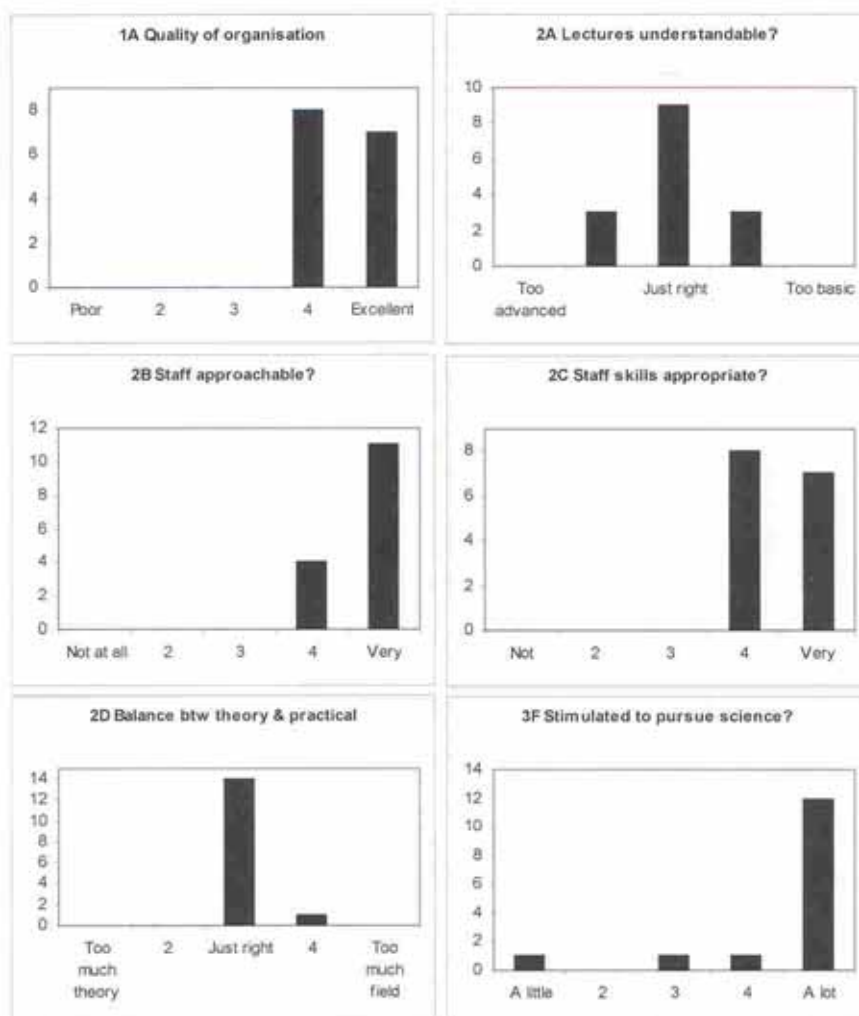 1A Quality of organisation
8
6
4
2
0
Poor 2 3 4 Excellent
2A Lectures understandable?
10
8
6
4
2
0
Too advanced
Just right
Too basic
2B Staff approachable?
12
10
8
6
4
2
0
Not at all 2 3 4 Very
2C Staff skills appropriate?
8
6
4
2
0
Not 2 3 4 Very
2D Balance btw theory & practical
14
12
10
8
6
4
2
0
Too much theory
2
Just right
4
Too much field
3F Stimulated to pursue science?
14
12
10
8
6
4
2
0
A little 2 3 4 A lot